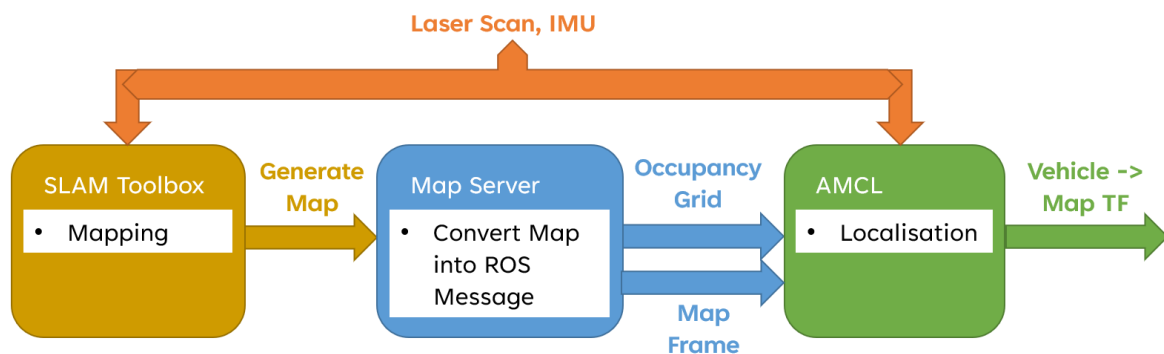 Laser Scan, IMU
SLAM Toolbox
• Mapping
Generate
Map
Map Server
• Convert Map
into ROS
Message
Occupancy
Grid
Map
Frame
AMCL
• Localisation
Vehicle ->
Map TF